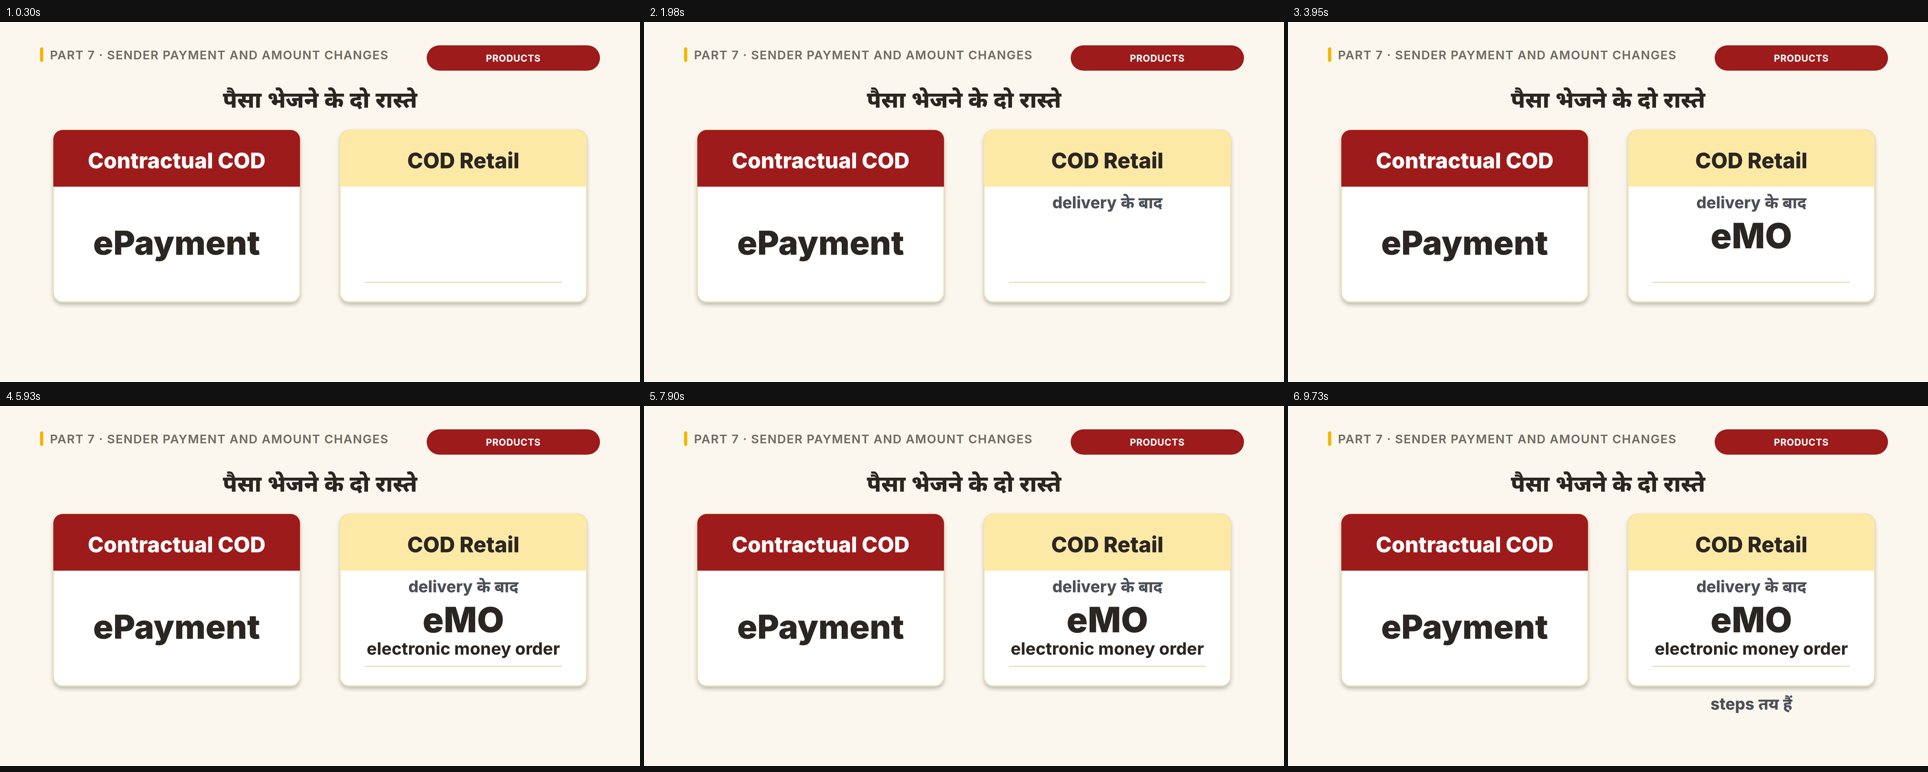 1. 0.30s
PART 7 · SENDER PAYMENT AND AMOUNT CHANGES
PRODUCTS
पैसा भेजने के दो रास्ते
Contractual COD
COD Retail
ePayment
2. 1.98s
PART 7 · SENDER PAYMENT AND AMOUNT CHANGES
PRODUCTS
पैसा भेजने के दो रास्ते
Contractual COD
COD Retail
delivery के बाद
ePayment
3. 3.95s
PART 7 · SENDER PAYMENT AND AMOUNT CHANGES
PRODUCTS
पैसा भेजने के दो रास्ते
Contractual COD
COD Retail
delivery के बाद
ePayment
eMO
4. 5.93s
PART 7 · SENDER PAYMENT AND AMOUNT CHANGES
PRODUCTS
पैसा भेजने के दो रास्ते
Contractual COD
COD Retail
delivery के बाद
ePayment
eMO
electronic money order
5. 7.90s
PART 7 · SENDER PAYMENT AND AMOUNT CHANGES
PRODUCTS
पैसा भेजने के दो रास्ते
Contractual COD
COD Retail
delivery के बाद
ePayment
eMO
electronic money order
6. 9.73s
PART 7 · SENDER PAYMENT AND AMOUNT CHANGES
PRODUCTS
पैसा भेजने के दो रास्ते
Contractual COD
COD Retail
delivery के बाद
ePayment
eMO
electronic money order
steps तय हैं